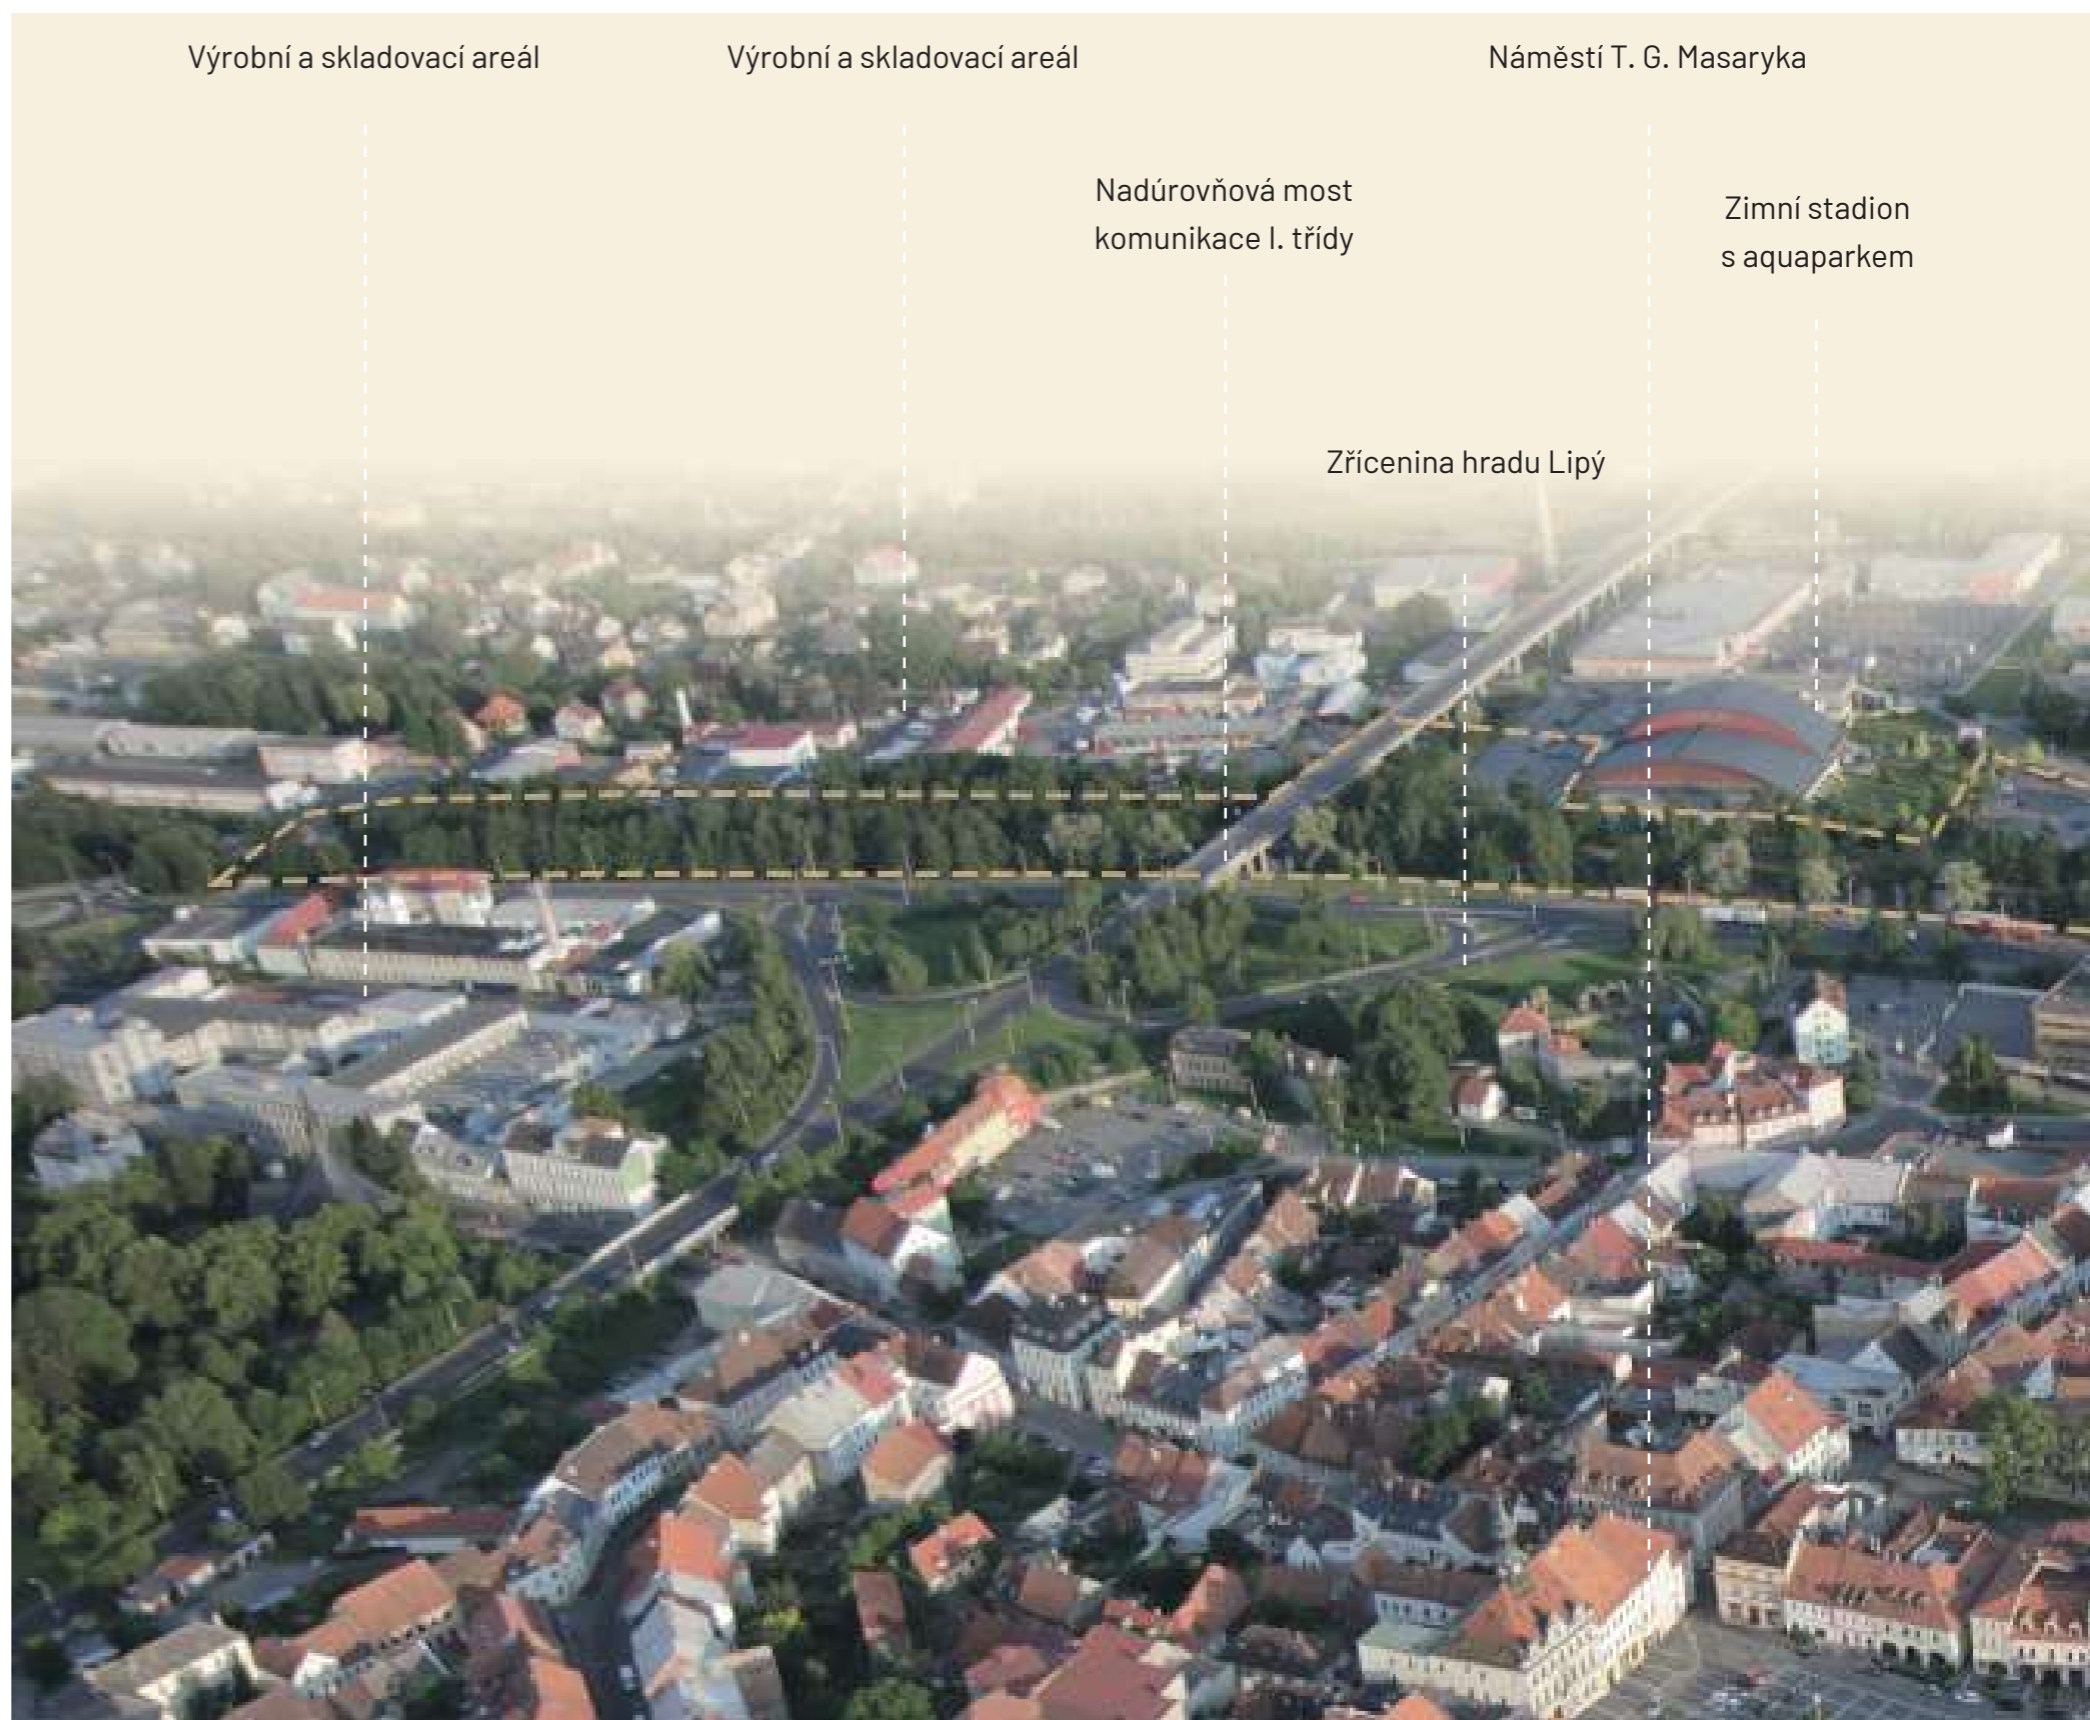 Výrobní a skladovací areál
Výrobní a skladovací areál
Náměstí T. G. Masaryka
Nadúrovňová most
komunikace I. třídy
Zimní stadion
s aquaparkem
Zřícenina hradu Lipý